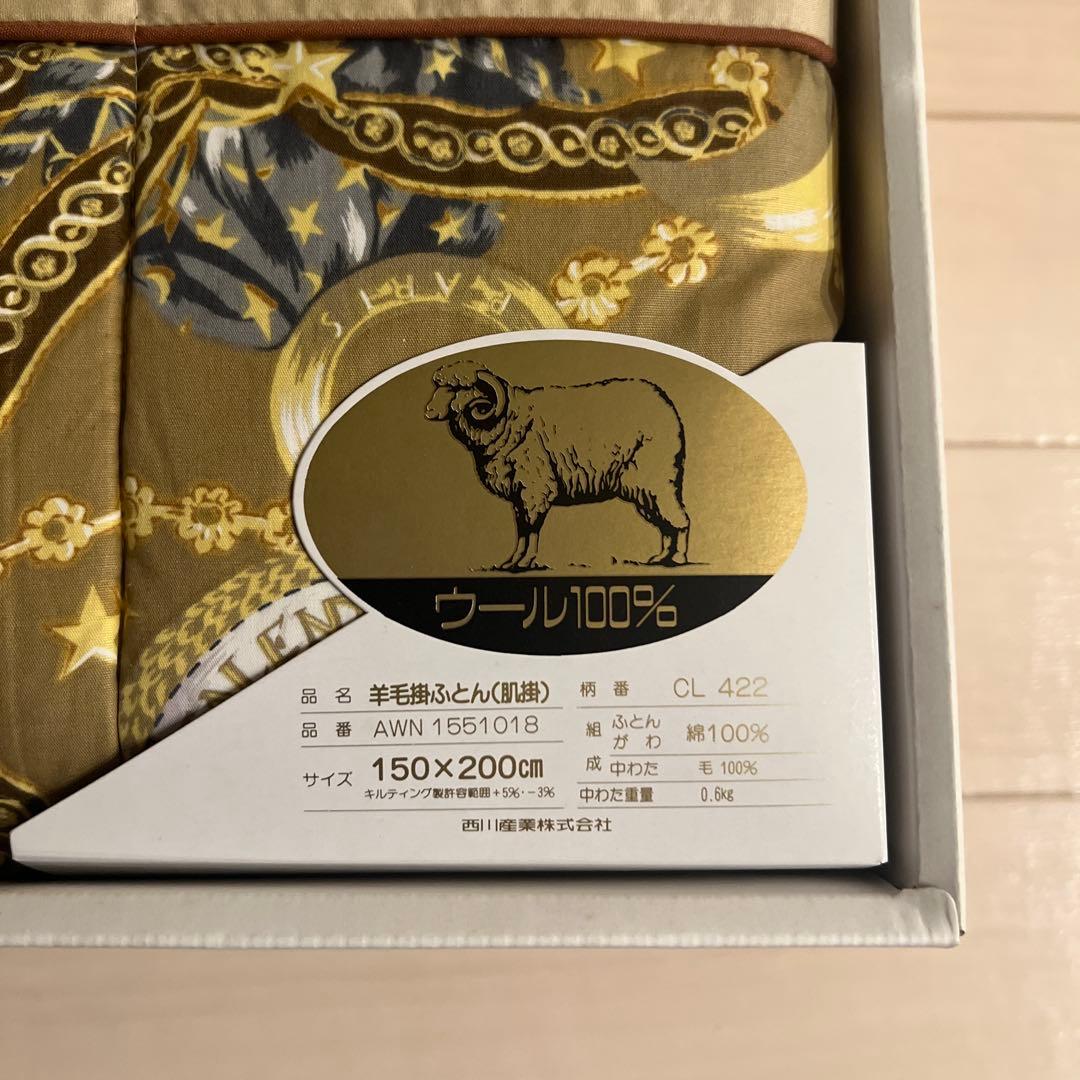 PARIS
NEM
ウール100%
品名 羊毛掛ふとん(肌掛)
品番 AWN 1551018
サイズ 150×200cm
キルティング製許容範囲+5%・-3%
柄番 CL 422
組成 ふとんがわ 綿100%
中わた 毛 100%
中わた重量 0.6kg
西川産業株式会社